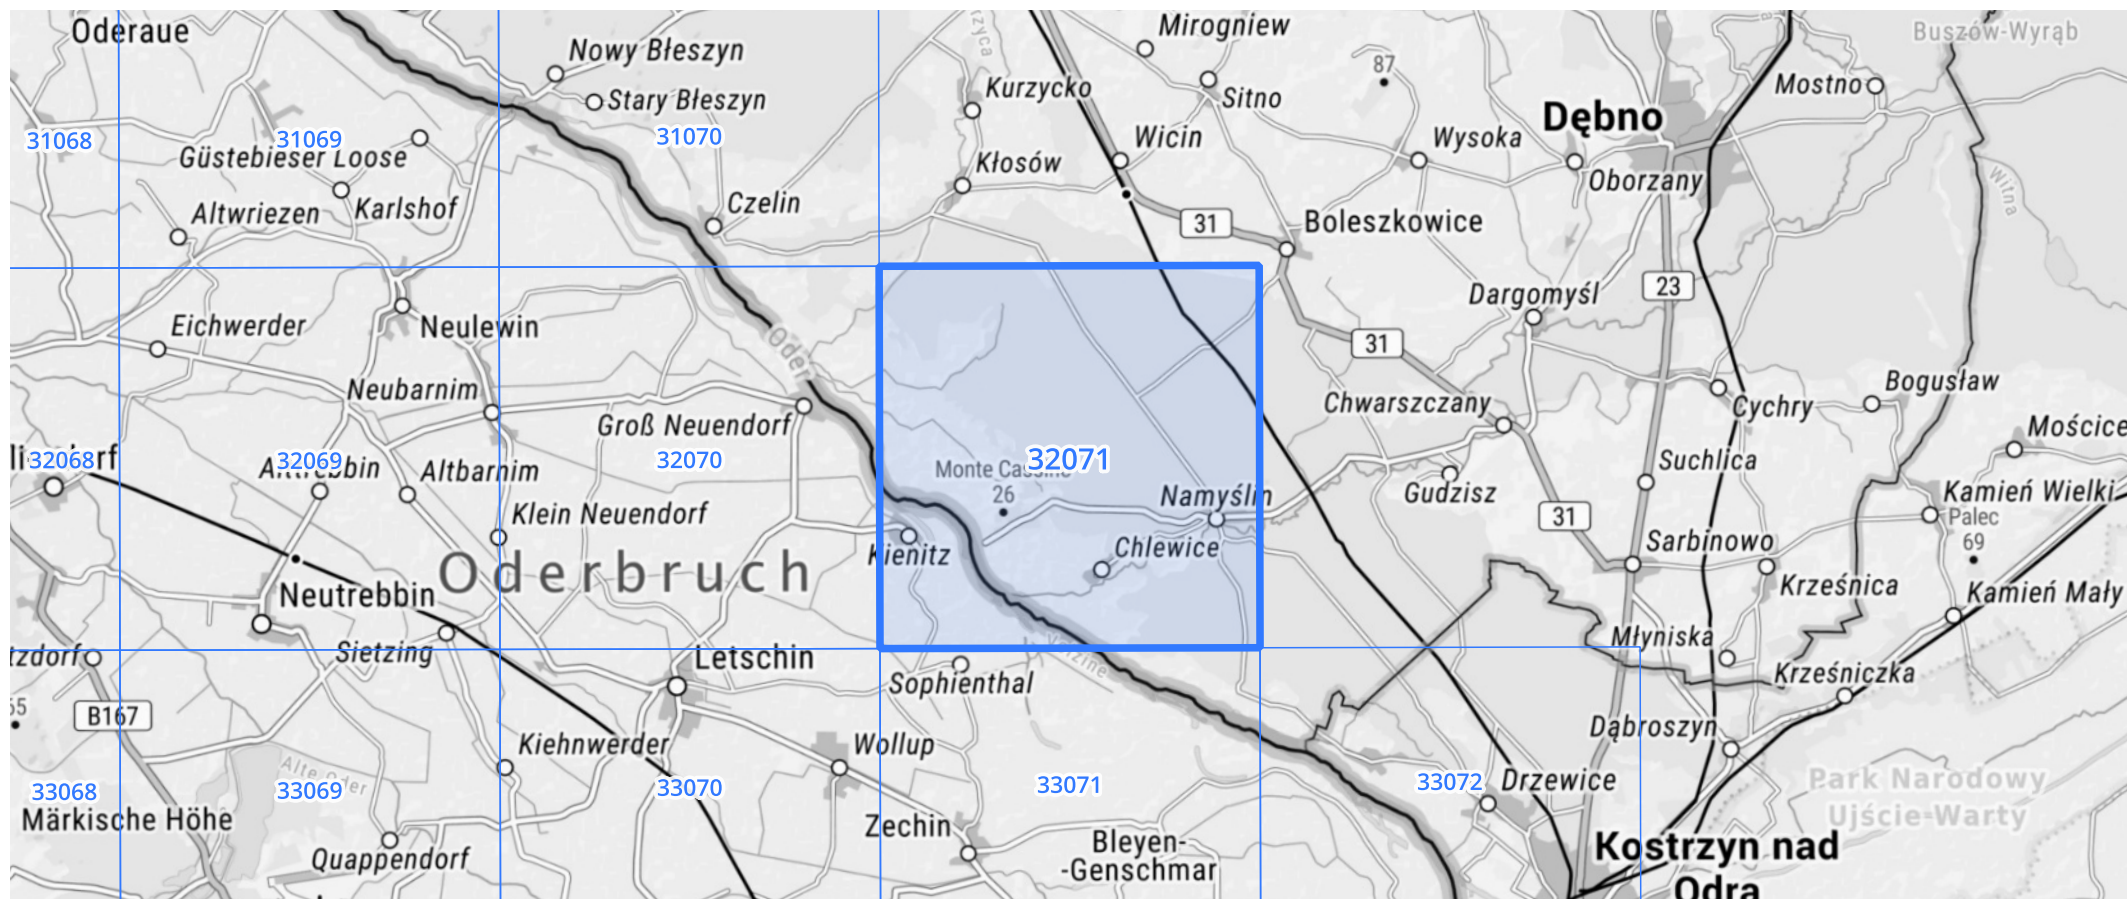 Oderaue
Nowy Błeszyn
Stary Błeszyn
Mirogniew
Kurzycko
Sitno
87
Dębno
Mostno
Buszów-Wyrąb
31068
31069
31070
Güstebieser Loose
Wicin
Wysoka
Kłosów
Oborzany
Witna
Altwriezen
Karlshof
Czelin
31
Boleszkowice
23
Dargomyśl
Eichwerder
Neulewin
Oder
31
Neubarnim
Groß Neuendorf
Chwarszczany
Cychry
Bogusław
Mościce
32068
32069
Altbarnim
32070
Monte Cassino
26
32071
Namyślin
Gudzisz
Suchlica
Kamień Wielki
Palec
69
Klein Neuendorf
31
Kienitz
Chlewice
Sarbinowo
Oderbruch
Neutrebbin
Krześnica
Kamień Mały
Sietzing
Letschin
Sophienthal
Młyniska
Krześniczka
B167
Kiehnwerder
Wollup
Dąbroszyn
33068
Alte Oder
33069
33070
33071
33072
Drzewice
Park Narodowy
Ujście Warty
Märkische Höhe
Quappendorf
Zechin
Bleyen-
-Genschmar
Kostrzyn nad
Odrą